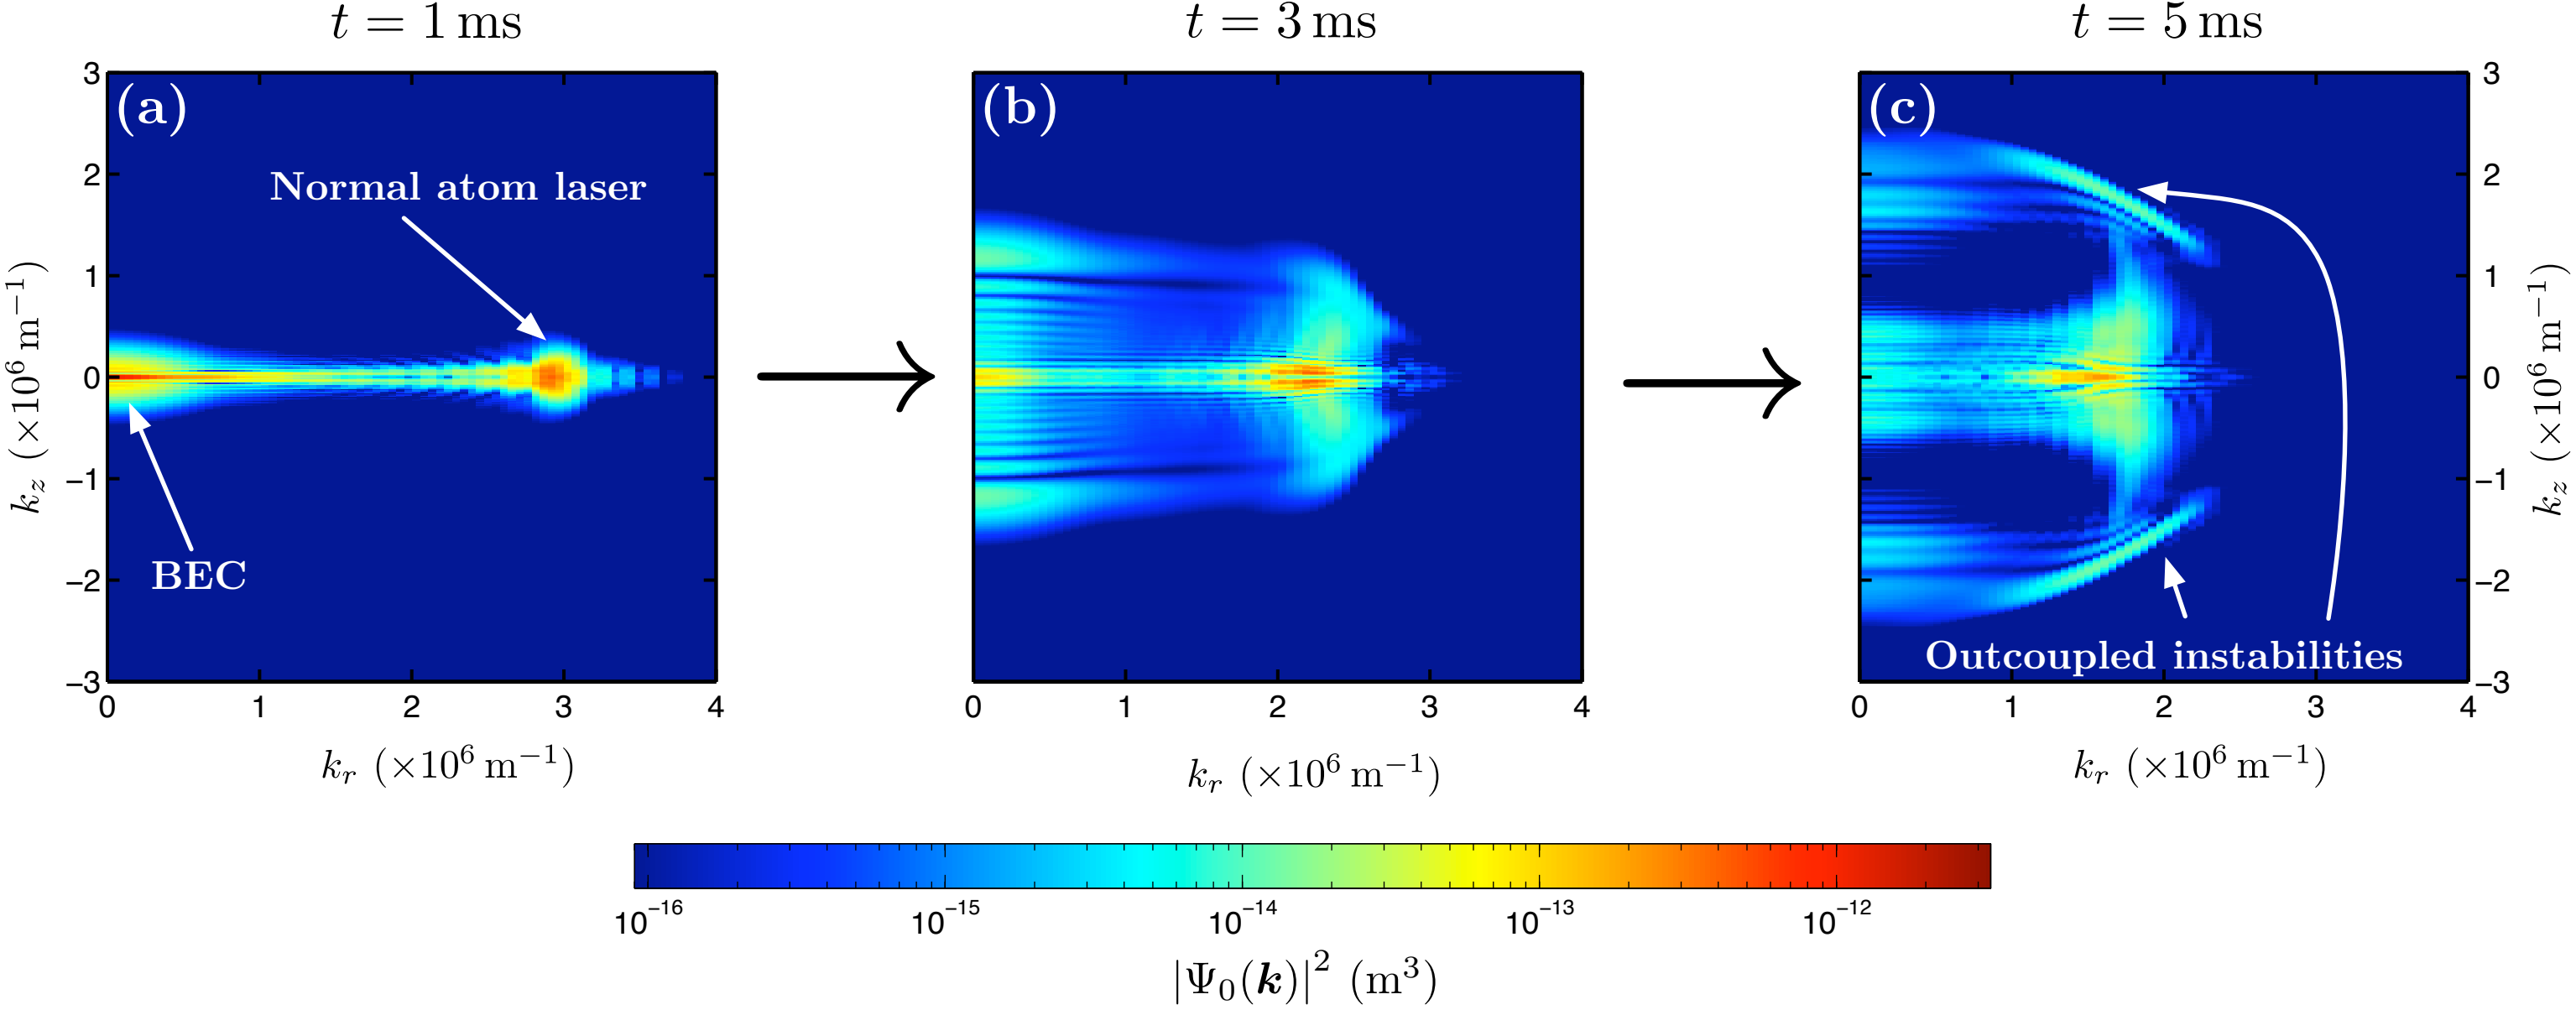 t = 1 ms
t = 3 ms
t = 5 ms
(a)
Normal atom laser
BEC
3
2
1
0
−1
−2
−3
k_z (×10^6 m^−1)
0 1 2 3 4
k_r (×10^6 m^−1)
(b)
0 1 2 3 4
k_r (×10^6 m^−1)
(c)
Outcoupled instabilities
3
2
1
0
−1
−2
−3
k_z (×10^6 m^−1)
0 1 2 3 4
k_r (×10^6 m^−1)
10^−16 10^−15 10^−14 10^−13 10^−12
|Ψ_0(k)|^2 (m^3)